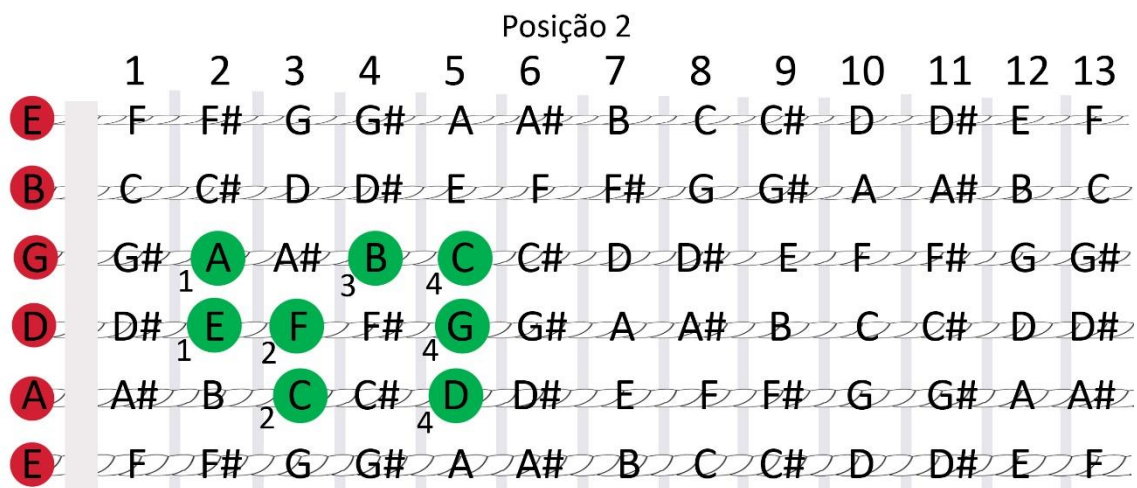 Posição 2
1 2 3 4 5 6 7 8 9 10 11 12 13
E F F# G G# A A# B C C# D D# E F
B C C# D D# E F F# G G# A A# B C
G G# A A# B C C# D D# E F F# G G#
1 3 4
D D# E F F# G G# A A# B C C# D D#
1 2 4
A A# B C C# D D# E F F# G G# A A#
2 4
E F F# G G# A A# B C C# D D# E F